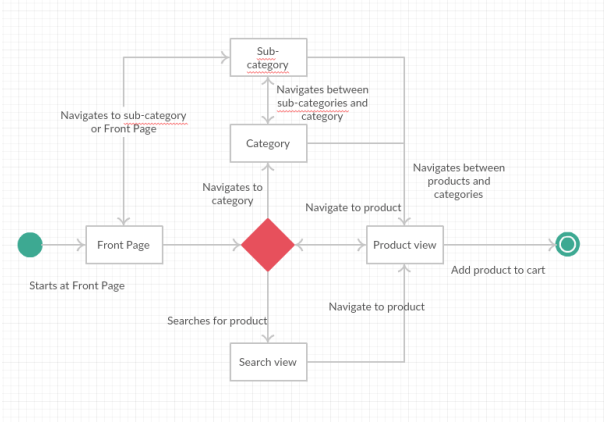 Sub-
category
Navigates between
sub-categories and
category
Navigates to sub-category
or Front Page
Category
Navigates between
products and
categories
Navigates to
category
Navigate to product
Front Page
Product view
Add product to cart
Starts at Front Page
Navigate to product
Searches for product
Search view